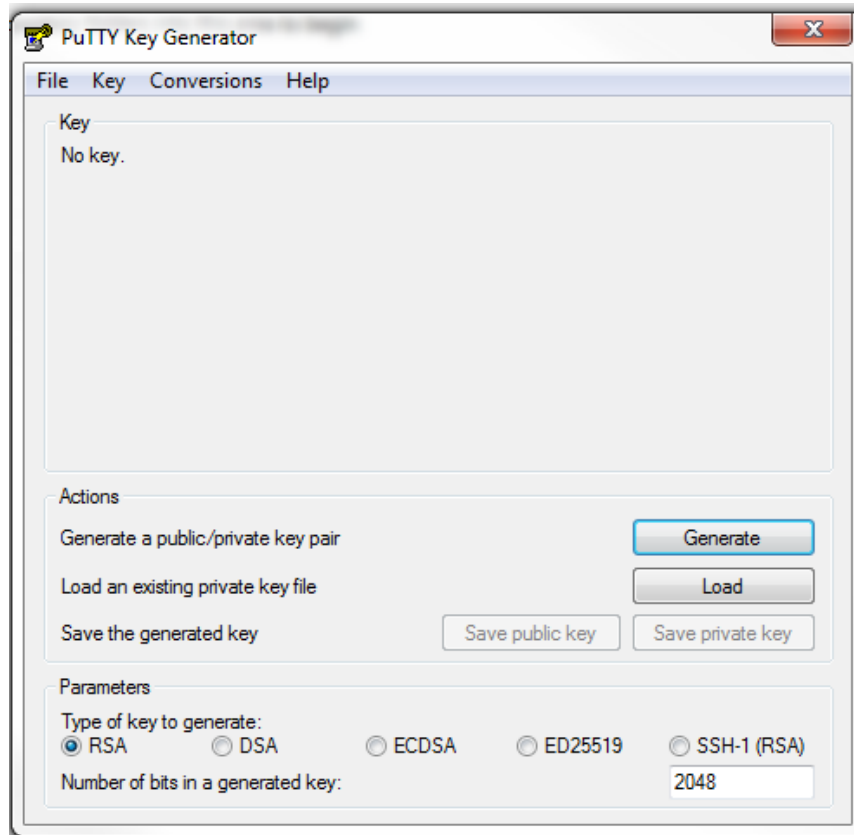 PuTTY Key Generator
File Key Conversions Help
Key
No key.
Actions
Generate a public/private key pair Generate
Load an existing private key file Load
Save the generated key Save public key Save private key
Parameters
Type of key to generate:
RSA DSA ECDSA ED25519 SSH-1 (RSA)
Number of bits in a generated key: 2048